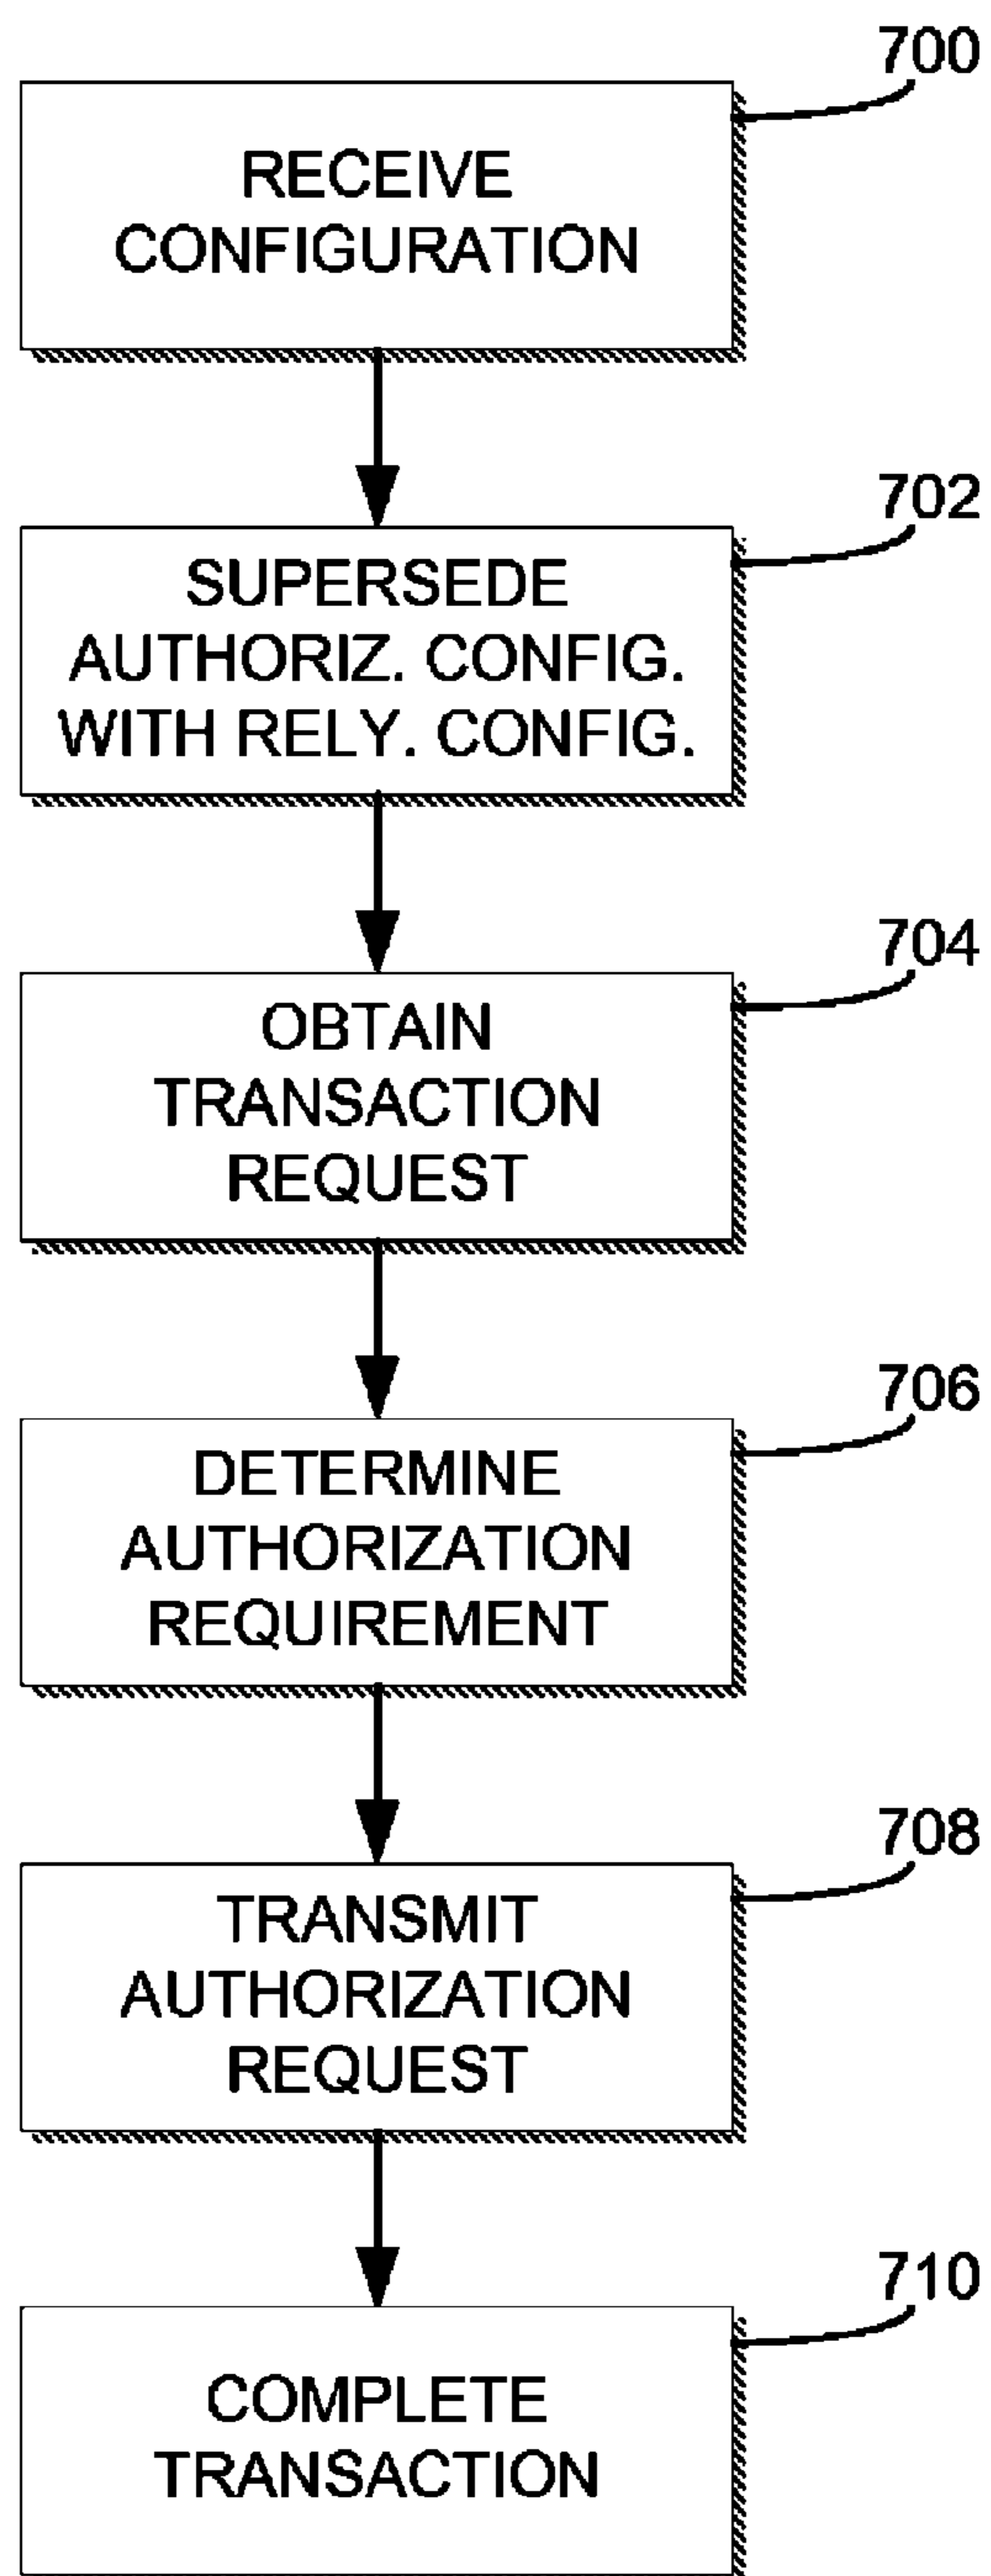 700
RECEIVE
CONFIGURATION
702
SUPERSEDE
AUTHORIZ. CONFIG.
WITH RELY. CONFIG.
704
OBTAIN
TRANSACTION
REQUEST
706
DETERMINE
AUTHORIZATION
REQUIREMENT
708
TRANSMIT
AUTHORIZATION
REQUEST
710
COMPLETE
TRANSACTION